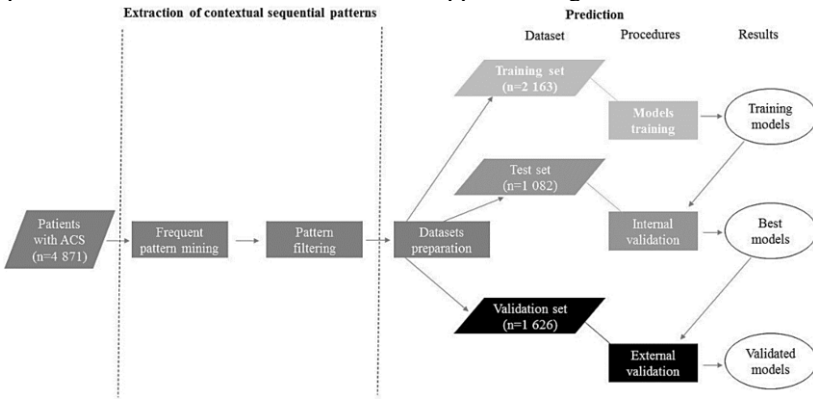 Extraction of contextual sequential patterns
Prediction
Dataset
Procedures
Results
Training set
(n=2 163)
Models
training
Training
models
Test set
(n=1 082)
Patients
with ACS
(n=4 871)
Frequent
pattern mining
Pattern
filtering
Datasets
preparation
Internal
validation
Best
models
Validation set
(n=1 626)
External
validation
Validated
models